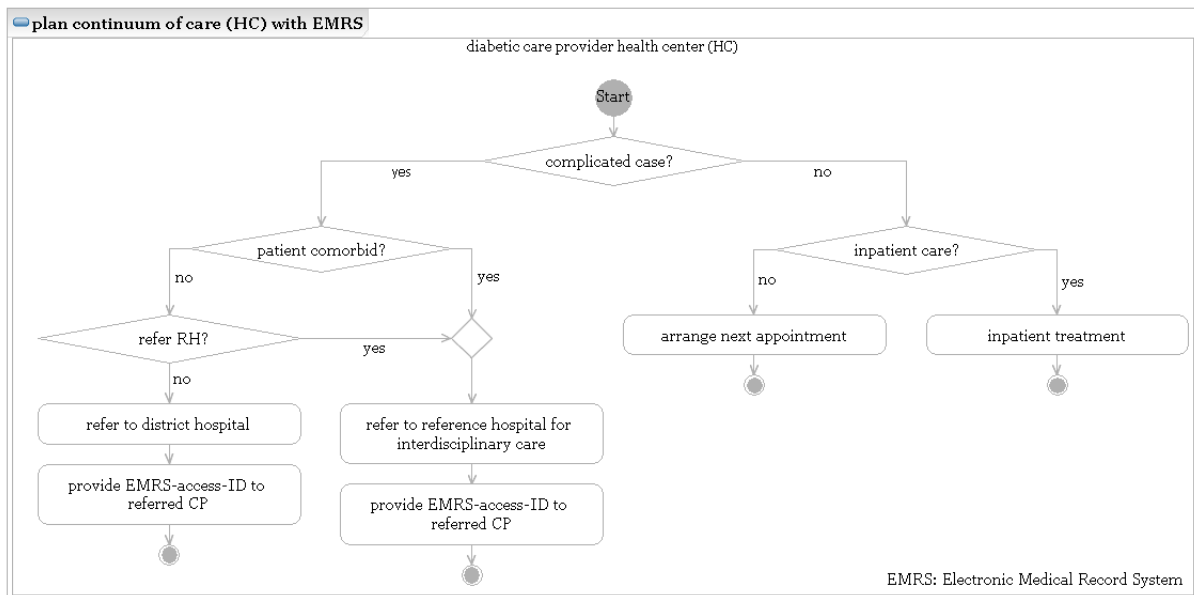 plan continuum of care (HC) with EMRS
diabetic care provider health center (HC)
Start
complicated case?
yes
no
patient comorbid?
inpatient care?
no
yes
no
yes
refer RH?
yes
arrange next appointment
inpatient treatment
no
refer to district hospital
refer to reference hospital for
interdisciplinary care
provide EMRS-access-ID to
referred CP
provide EMRS-access-ID to
referred CP
EMRS: Electronic Medical Record System